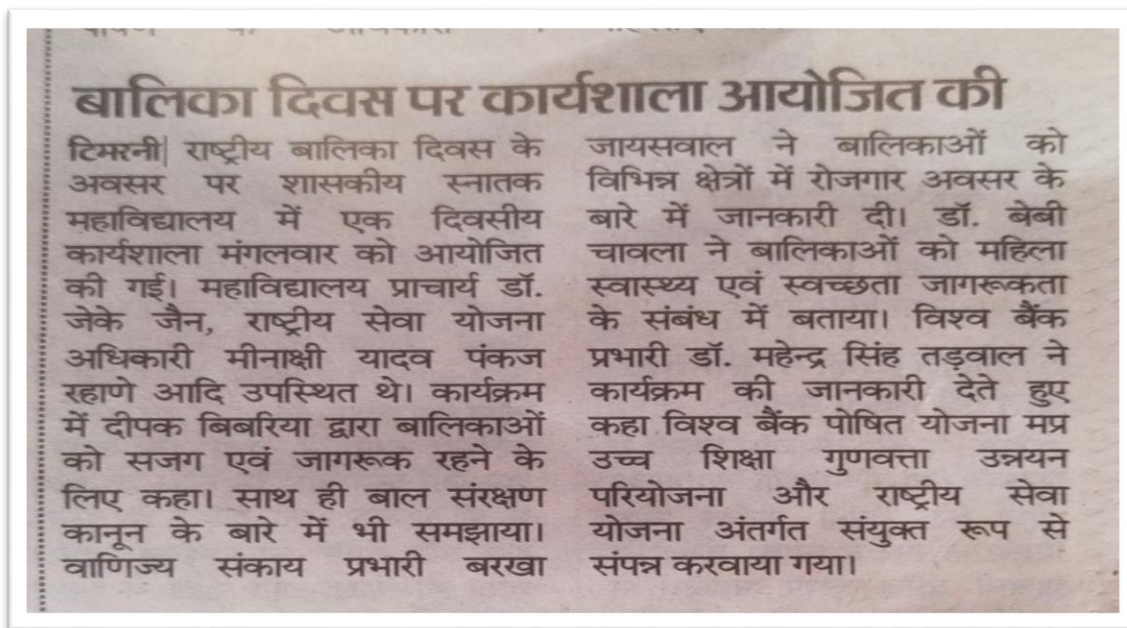 बालिका दिवस पर कार्यशाला आयोजित की
टिमरनी| राष्ट्रीय बालिका दिवस के
अवसर पर शासकीय स्नातक
महाविद्यालय में एक दिवसीय
कार्यशाला मंगलवार को आयोजित
की गई। महाविद्यालय प्राचार्य डॉ.
जेके जैन, राष्ट्रीय सेवा योजना
अधिकारी मीनाक्षी यादव पंकज
रहाणे आदि उपस्थित थे। कार्यक्रम
में दीपक बिबरिया द्वारा बालिकाओं
को सजग एवं जागरूक रहने के
लिए कहा। साथ ही बाल संरक्षण
कानून के बारे में भी समझाया।
वाणिज्य संकाय प्रभारी बरखा
जायसवाल ने बालिकाओं को
विभिन्न क्षेत्रों में रोजगार अवसर के
बारे में जानकारी दी। डॉ. बेबी
चावला ने बालिकाओं को महिला
स्वास्थ्य एवं स्वच्छता जागरूकता
के संबंध में बताया। विश्व बैंक
प्रभारी डॉ. महेन्द्र सिंह तड़वाल ने
कार्यक्रम की जानकारी देते हुए
कहा विश्व बैंक पोषित योजना मप्र
उच्च शिक्षा गुणवत्ता उन्नयन
परियोजना और राष्ट्रीय सेवा
योजना अंतर्गत संयुक्त रूप से
संपन्न करवाया गया।